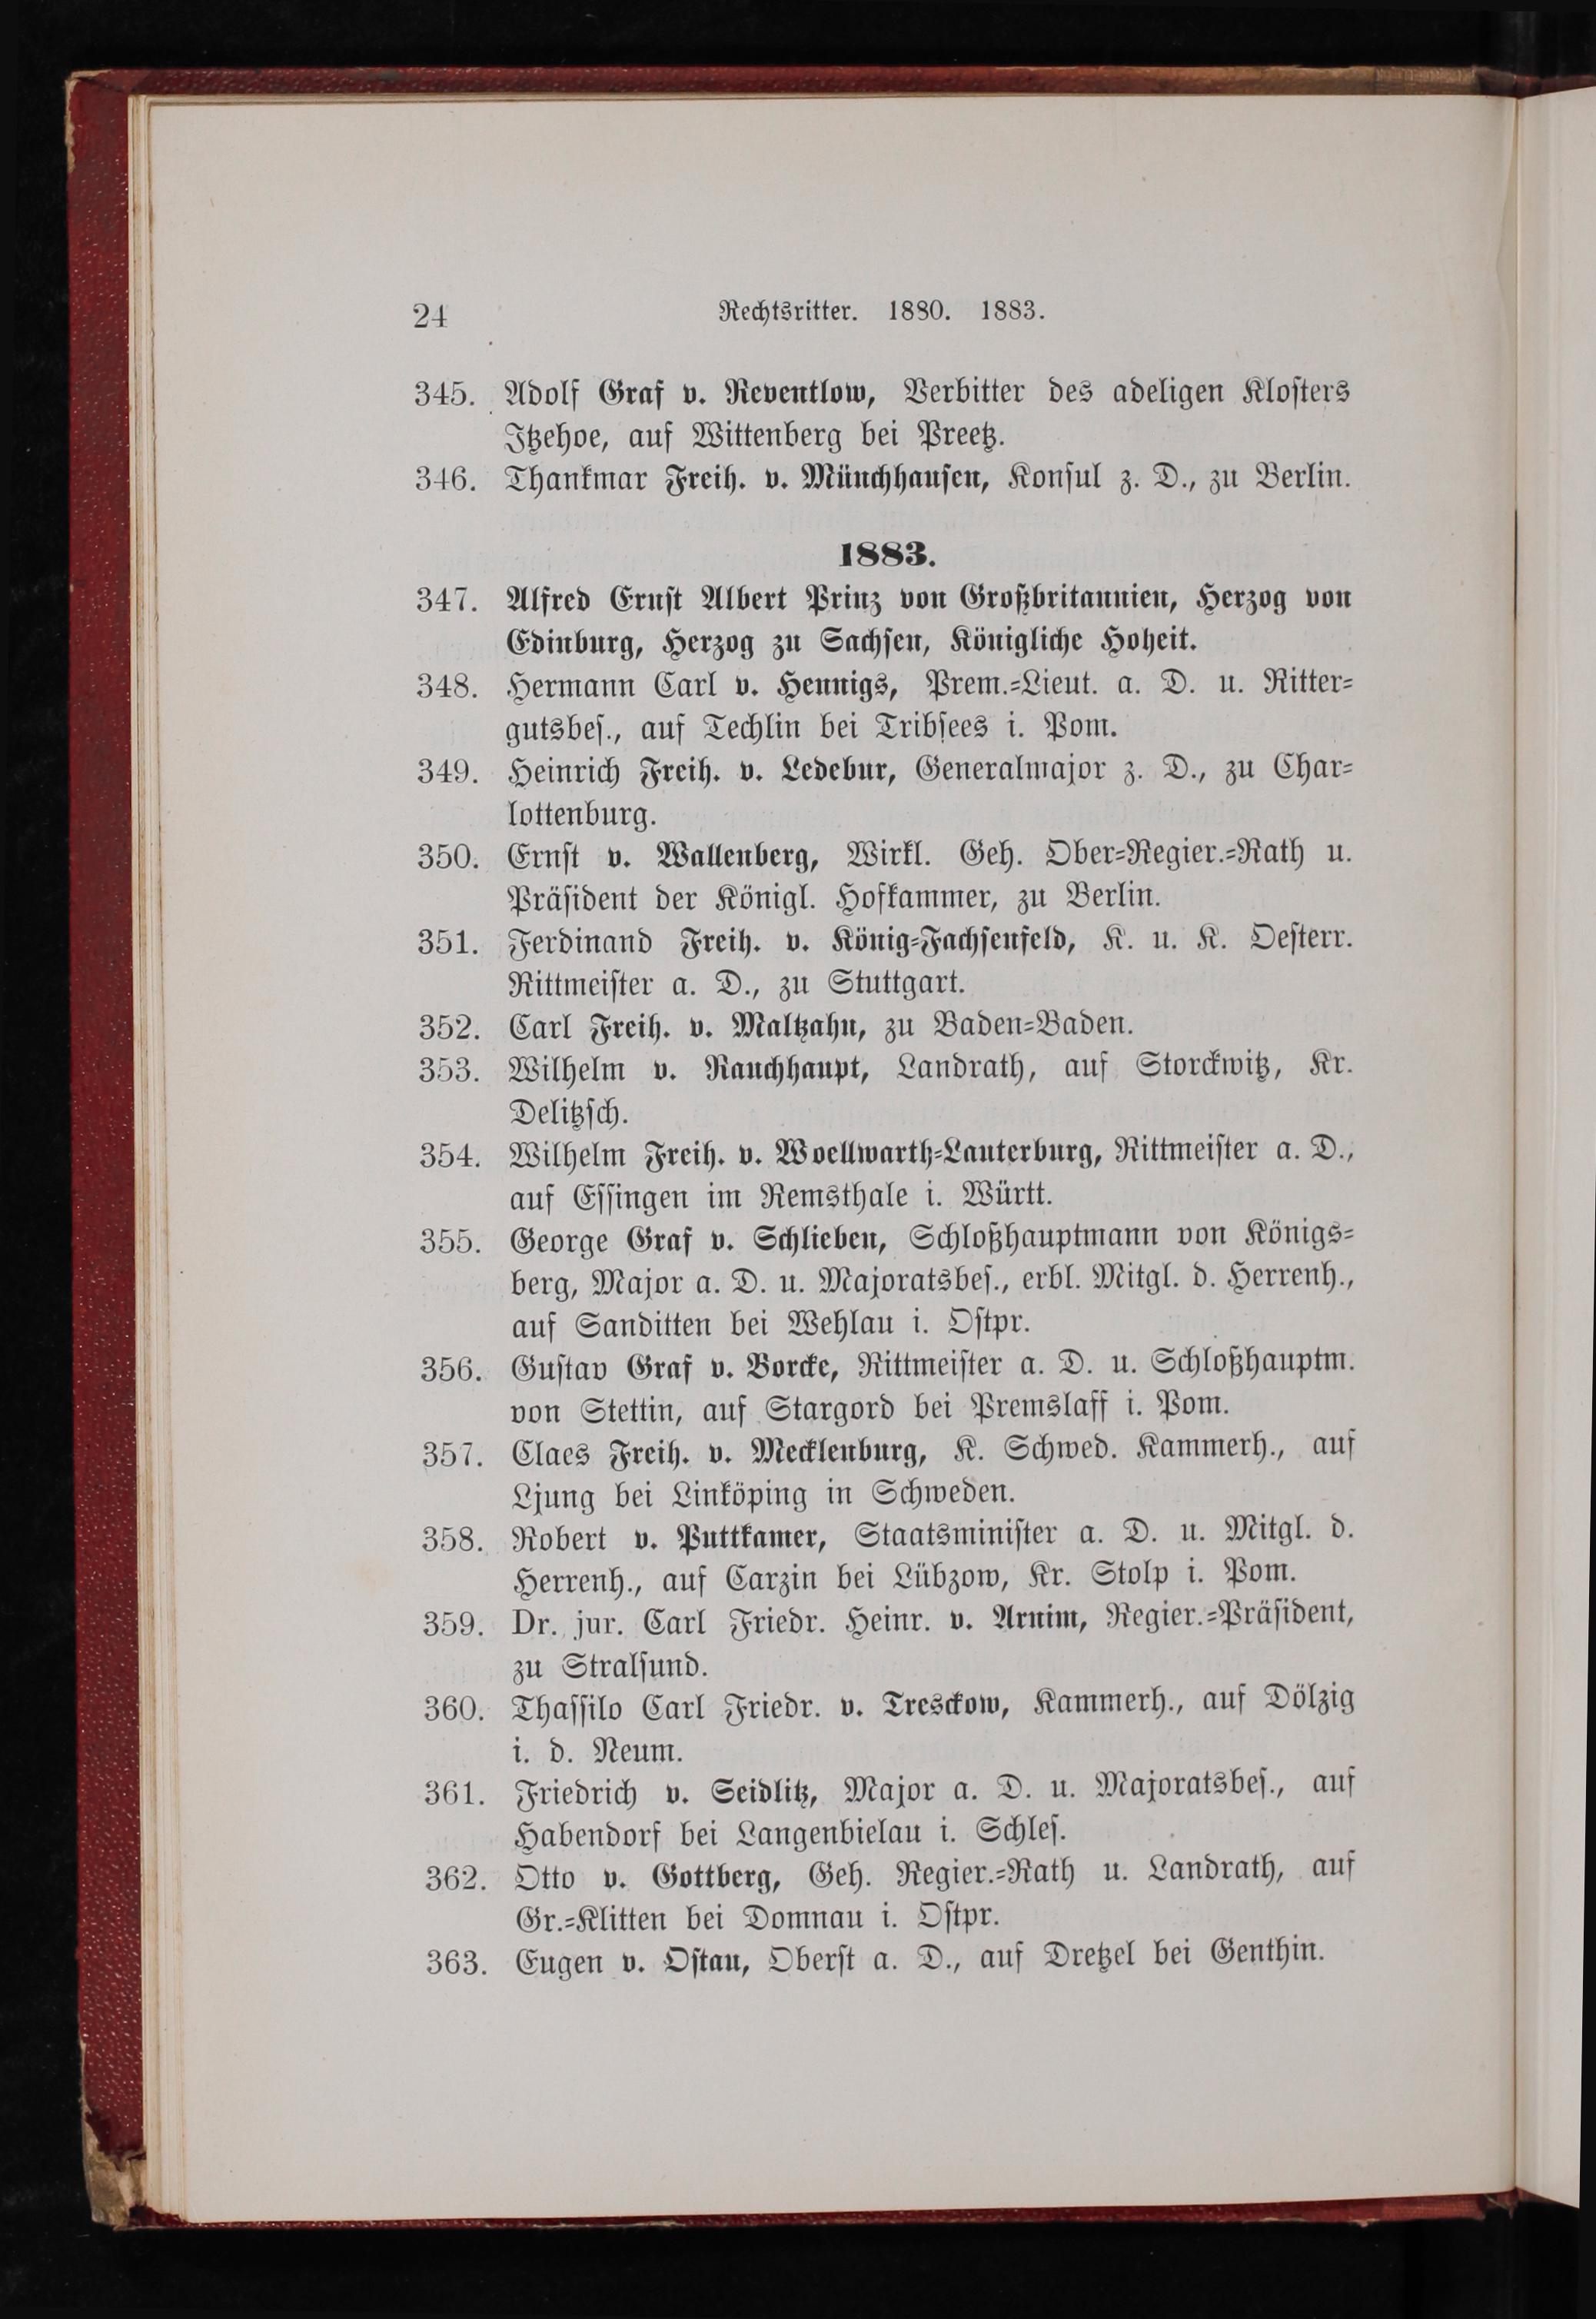 24 Rechtsritter. 1880. 1883.
345. Adolf Graf v. Reventlow, Verbitter des adeligen Klosters
Itzehoe, auf Wittenberg bei Preetz.
346. Thankmar Freih. v. Münchhausen, Konsul z. D., zu Berlin.
1883.
347. Alfred Ernst Albert Prinz von Großbritannien, Herzog von
Edinburg, Herzog zu Sachsen, Königliche Hoheit.
348. Hermann Carl v. Hennigs, Prem.-Lieut. a. D. u. Ritter-
gutsbes., auf Techlin bei Tribsees i. Pom.
349. Heinrich Freih. v. Ledebur, Generalmajor z. D., zu Char-
lottenburg.
350. Ernst v. Wallenberg, Wirkl. Geh. Ober-Regier.-Rath u.
Präsident der Königl. Hofkammer, zu Berlin.
351. Ferdinand Freih. v. König-Fachsenfeld, K. u. K. Oesterr.
Rittmeister a. D., zu Stuttgart.
352. Carl Freih. v. Maltzahn, zu Baden-Baden.
353. Wilhelm v. Rauchhaupt, Landrath, auf Storckwitz, Kr.
Delitzsch.
354. Wilhelm Freih. v. Woellwarth-Lauterburg, Rittmeister a. D.,
auf Essingen im Remsthale i. Württ.
355. George Graf v. Schlieben, Schloßhauptmann von Königs-
berg, Major a. D. u. Majoratsbes., erbl. Mitgl. d. Herrenh.,
auf Sanditten bei Wehlau i. Ostpr.
356. Gustav Graf v. Borcke, Rittmeister a. D. u. Schloßhauptm.
von Stettin, auf Stargord bei Premslaff i. Pom.
357. Claes Freih. v. Mecklenburg, K. Schwed. Kammerh., auf
Ljung bei Linköping in Schweden.
358. Robert v. Puttkamer, Staatsminister a. D. u. Mitgl. d.
Herrenh., auf Carzin bei Lübzow, Kr. Stolp i. Pom.
359. Dr. jur. Carl Friedr. Heinr. v. Arnim, Regier.-Präsident,
zu Stralsund.
360. Thassilo Carl Friedr. v. Tresckow, Kammerh., auf Dölzig
i. d. Neum.
361. Friedrich v. Seidlitz, Major a. D. u. Majoratsbes., auf
Habendorf bei Langenbielau i. Schles.
362. Otto v. Gottberg, Geh. Regier.-Rath u. Landrath, auf
Gr.-Klitten bei Domnau i. Ostpr.
363. Eugen v. Ostau, Oberst a. D., auf Dretzel bei Genthin.